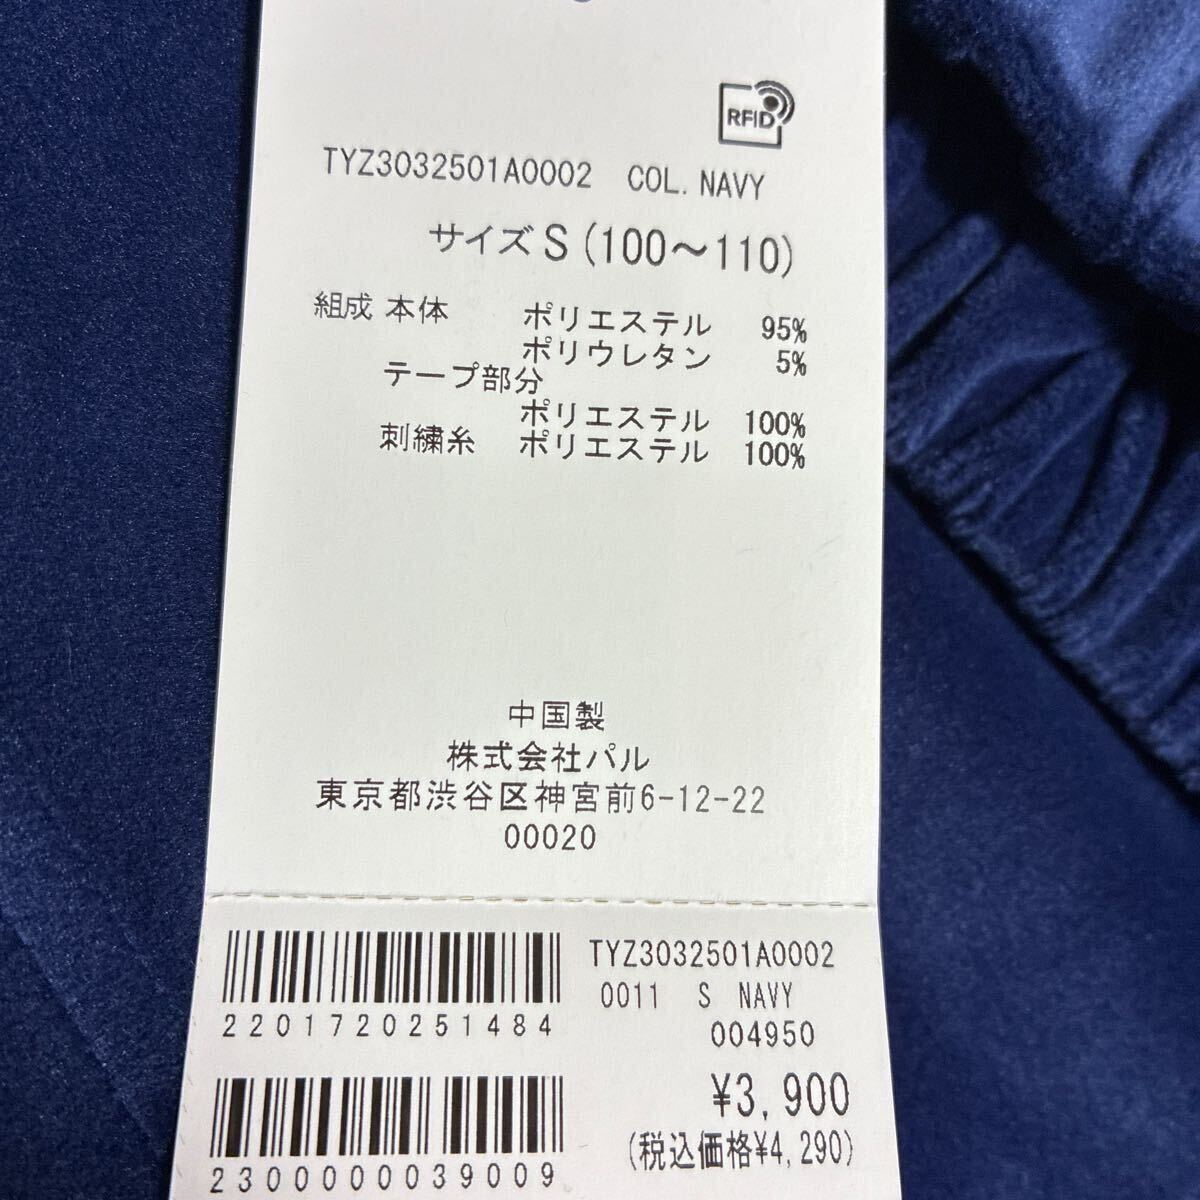 RFID
TYZ3032501A0002 COL. NAVY
サイズ S (100～110)
組成 本体 ポリエステル 95%
ポリウレタン 5%
テープ部分
ポリエステル 100%
刺繍糸 ポリエステル 100%
中国製
株式会社パル
東京都渋谷区神宮前6-12-22
00020
TYZ3032501A0002
0011 S NAVY
2201720251484
004950
¥3,900
(税込価格¥4,290)
2300000039009